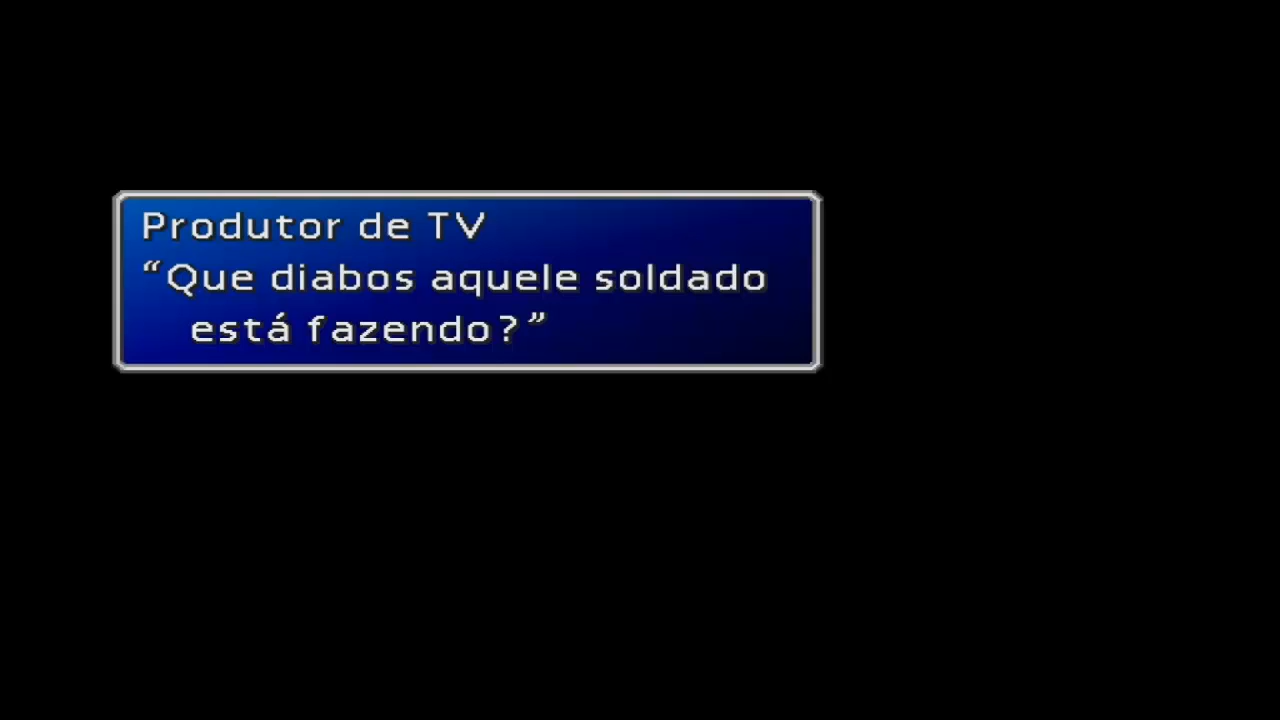 Produtor de TV
“Que diabos aquele soldado
está fazendo?”